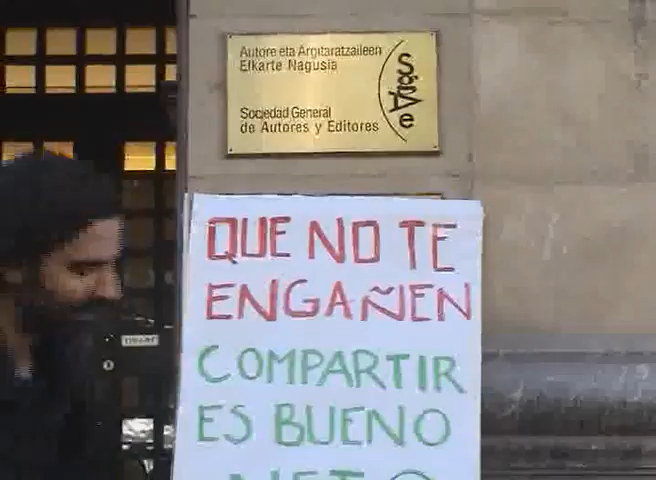 Autore eta Argitaratzaileen
Elkarte Nagusia
Sociedad General
de Autores y Editores
SGAE
QUE NO TE
ENGAÑEN
COMPARTIR
ES BUENO